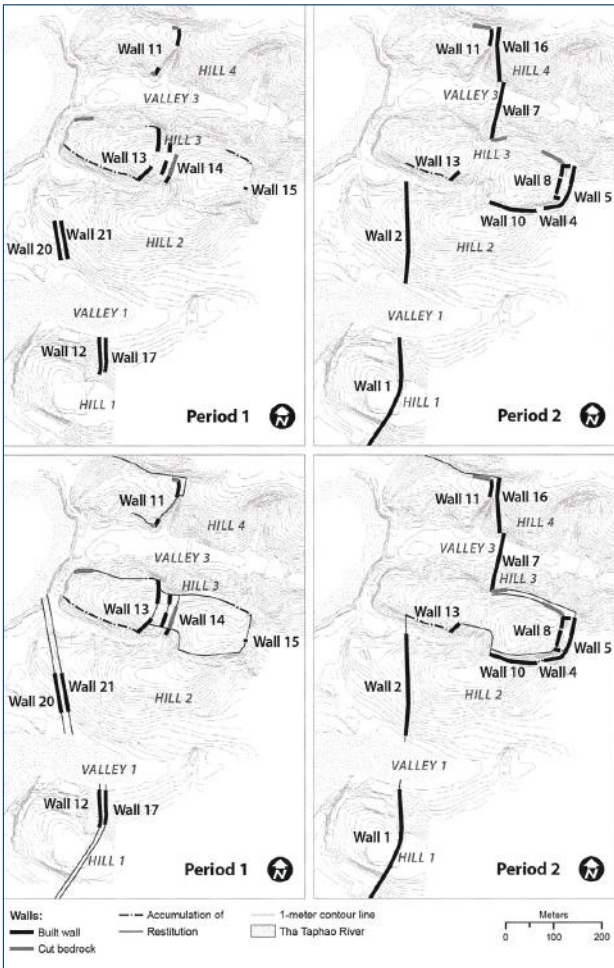 Wall 11
HILL 4
VALLEY 3
HILL 3
Wall 13
Wall 14
Wall 15
Wall 21
Wall 20
HILL 2
VALLEY 1
Wall 12
Wall 17
HILL 1
Period 1
N
Wall 11
Wall 16
HILL 4
VALLEY 3
Wall 7
HILL 3
Wall 13
Wall 8
Wall 5
Wall 10
Wall 4
Wall 2
HILL 2
VALLEY 1
Wall 1
HILL 1
Period 2
N
Wall 11
HILL 4
VALLEY 3
HILL 3
Wall 13
Wall 14
Wall 15
Wall 21
Wall 20
HILL 2
VALLEY 1
Wall 12
Wall 17
HILL 1
Period 1
N
Wall 11
Wall 16
HILL 4
VALLEY 3
Wall 7
HILL 3
Wall 13
Wall 8
Wall 5
Wall 10
Wall 4
Wall 2
HILL 2
VALLEY 1
Wall 1
HILL 1
Period 2
N
Walls:
Built wall
Cut bedrock
Accumulation of
Restitution
1-meter contour line
Tha Taphao River
Meters
0 100 200